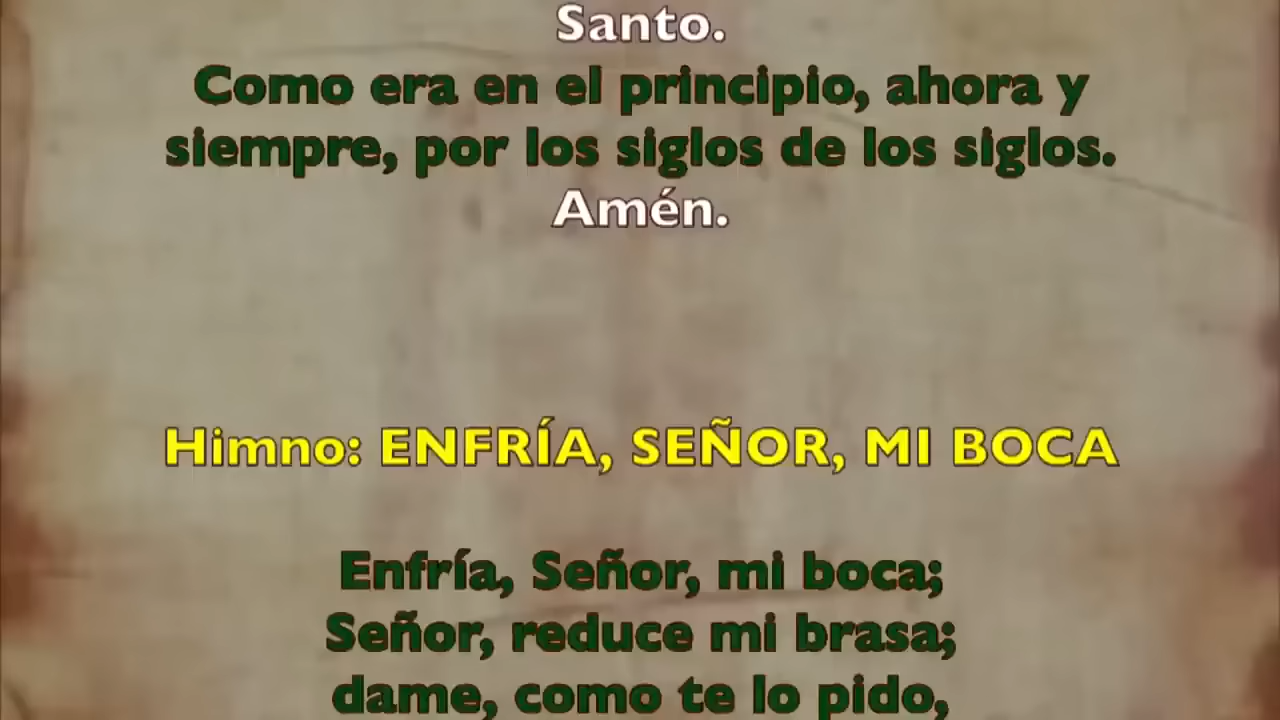 Santo.
Como era en el principio, ahora y
siempre, por los siglos de los siglos.
Amén.
Himno: ENFRÍA, SEÑOR, MI BOCA
Enfría, Señor, mi boca;
Señor, reduce mi brasa;
dame, como te lo pido,